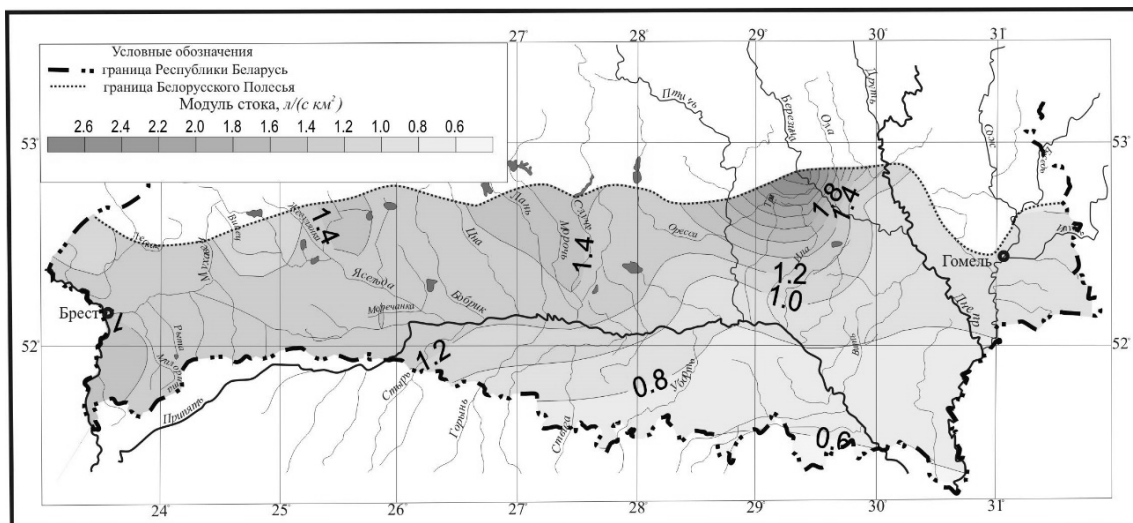 Условные обозначения
граница Республики Беларусь
граница Белорусского Полесья
Модуль стока, л/(с км²)
2.6 2.4 2.2 2.0 1.8 1.6 1.4 1.2 1.0 0.8 0.6
27° 28° 29° 30° 31°
53° 53°
52 52°
24 25 26 27 28 29 30 31
Птичь
Березина
Ола
Друть
сож
1.8
1.4
1.4
1.4
Лань
Случь
Цна
Оресса
Ипа
1.2
1.0
Гомель
Мухавец
Ясельда
Бобрик
Меречанка
Днепр
Брест
1
Рыта
Припять
Стырь
Горынь
1.2
0.8
Уборть
0.6